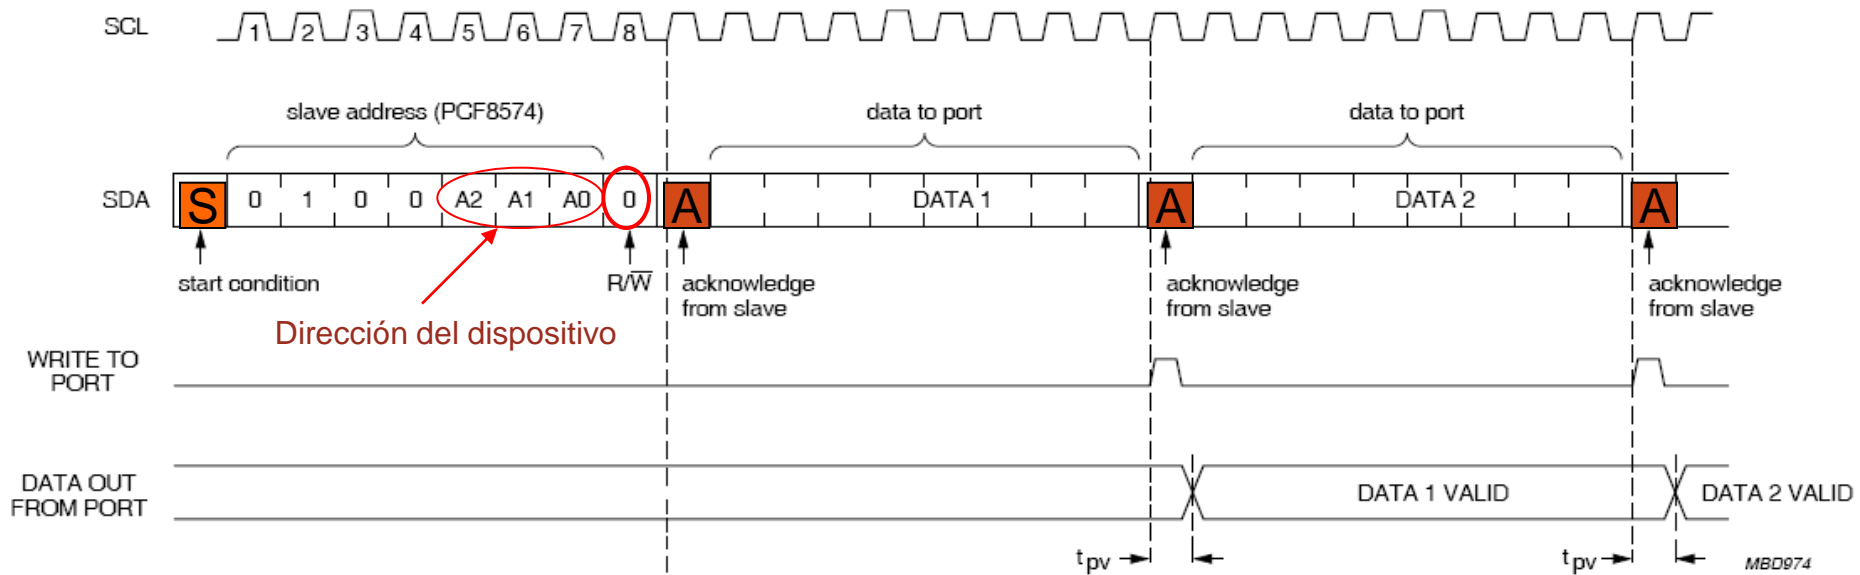 SCL
1 2 3 4 5 6 7 8
slave address (PCF8574)
data to port
data to port
SDA
S 0 1 0 0 A2 A1 A0 0 A DATA 1 A DATA 2 A
start condition
R/W̅
acknowledge
from slave
acknowledge
from slave
acknowledge
from slave
Dirección del dispositivo
WRITE TO
PORT
DATA OUT
FROM PORT
DATA 1 VALID
DATA 2 VALID
tpv
tpv
MBD974